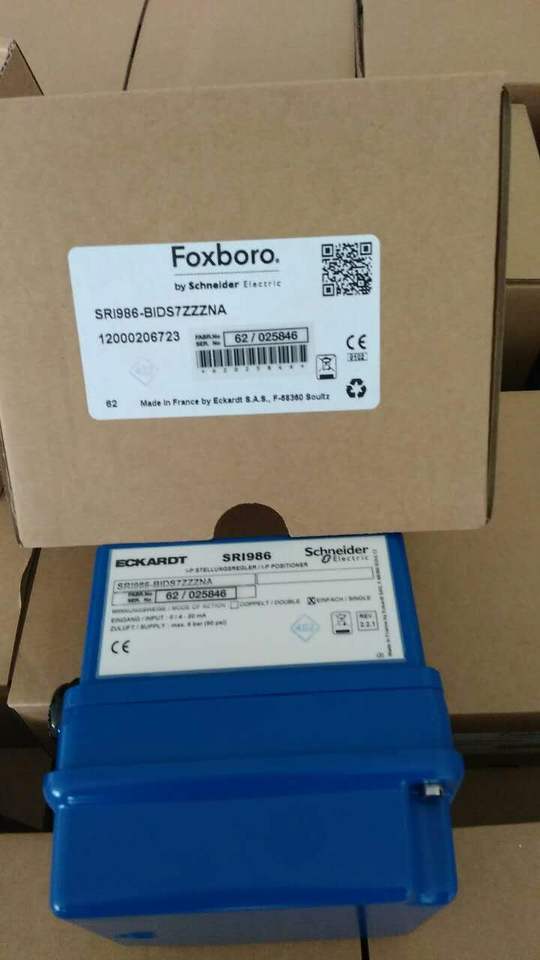 Foxboro.
by Schneider Electric
SRI986-BIDS7ZZZNA
12000206723
FABR.No
SER. No
62 / 025846
CE
0102
62
Made in France by Eckardt S.A.S., F-68360 Soultz
ECKARDT
SRI986
Schneider
Electric
I-P STELLUNGSREGLER / I.P POSITIONER
SRI986-BIDS7ZZZNA
FABR.No
SER. No
62 / 025846
WIRKUNGSWEISE / MODE OF ACTION
DOPPELT / DOUBLE
EINFACH / SINGLE
EINGANG / INPUT : 0 / 4 - 20 mA
ZULUFT / SUPPLY : max. 6 bar (90 psi)
REV
2.2.1
CE